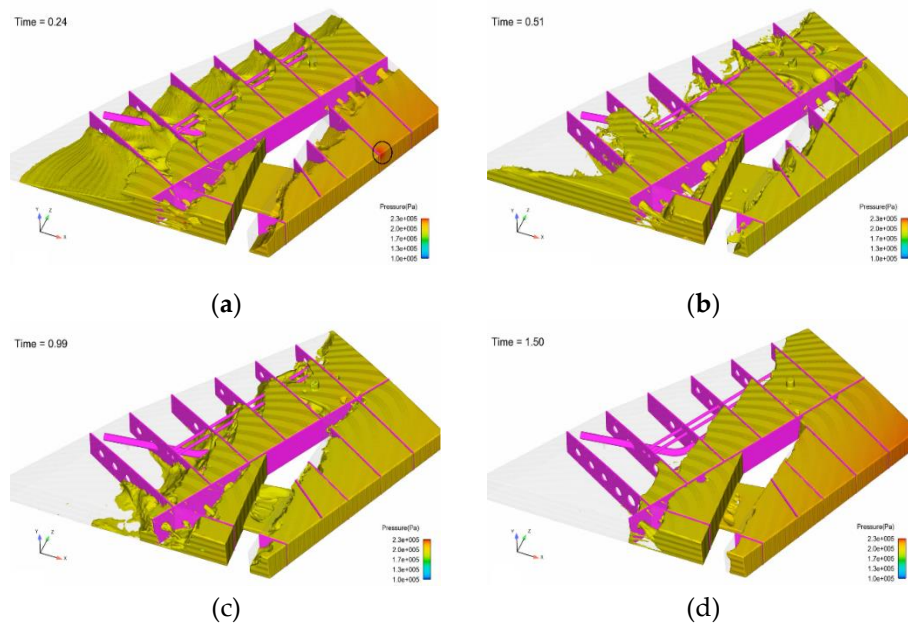 Time = 0.24
Pressure(Pa)
2.3e+005
2.0e+005
1.7e+005
1.3e+005
1.0e+005
Y
Z
X
(a)
Time = 0.51
Pressure(Pa)
2.3e+005
2.0e+005
1.7e+005
1.3e+005
1.0e+005
Y
Z
X
(b)
Time = 0.99
Pressure(Pa)
2.3e+005
2.0e+005
1.7e+005
1.3e+005
1.0e+005
Y
Z
X
(c)
Time = 1.50
Pressure(Pa)
2.3e+005
2.0e+005
1.7e+005
1.3e+005
1.0e+005
Y
Z
X
(d)